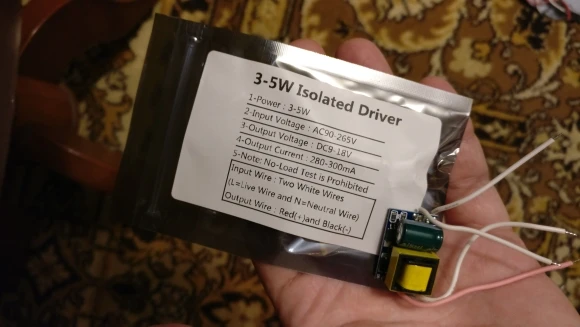 3-5W Isolated Driver
1-Power : 3-5W
2-Input Voltage : AC90-265V
3-Output Voltage : DC9-18V
4-Output Current : 280-300mA
5-Note: No-Load Test is Prohibited
Input Wire : Two White Wires
(L=Live Wire and N=Neutral Wire)
Output Wire : Red(+)and Black(-)